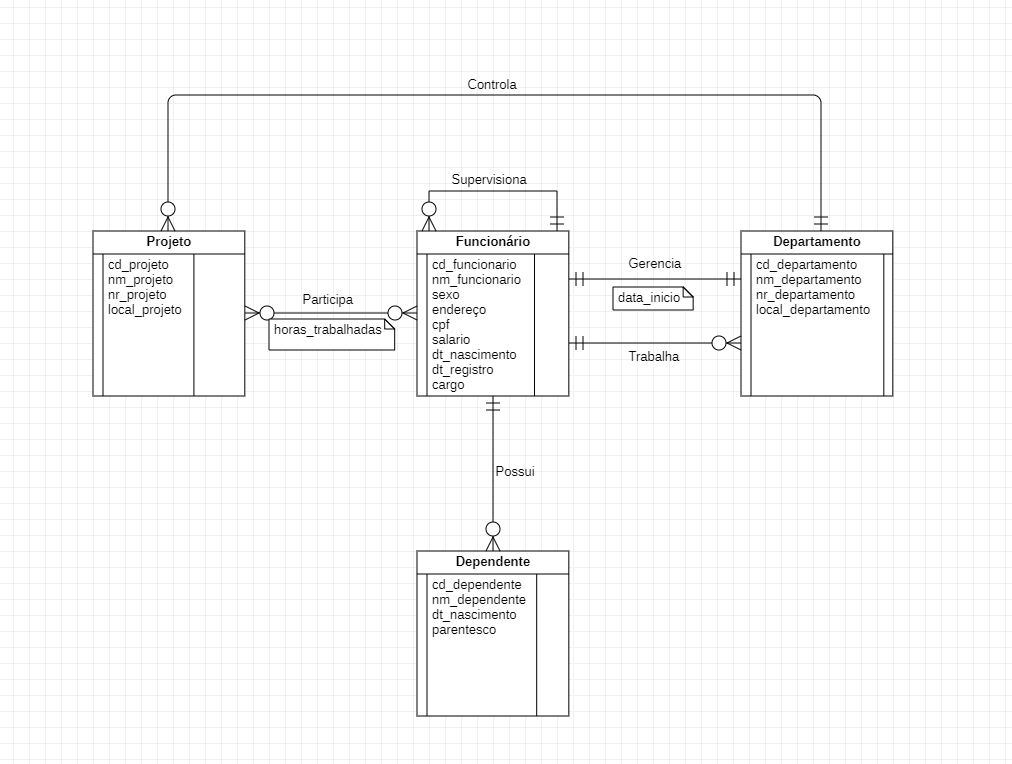 Controla
Supervisiona
Projeto
cd_projeto
nm_projeto
nr_projeto
local_projeto
Participa
horas_trabalhadas
Funcionário
cd_funcionario
nm_funcionario
sexo
endereço
cpf
salario
dt_nascimento
dt_registro
cargo
Gerencia
data_inicio
Trabalha
Departamento
cd_departamento
nm_departamento
nr_departamento
local_departamento
Possui
Dependente
cd_dependente
nm_dependente
dt_nascimento
parentesco